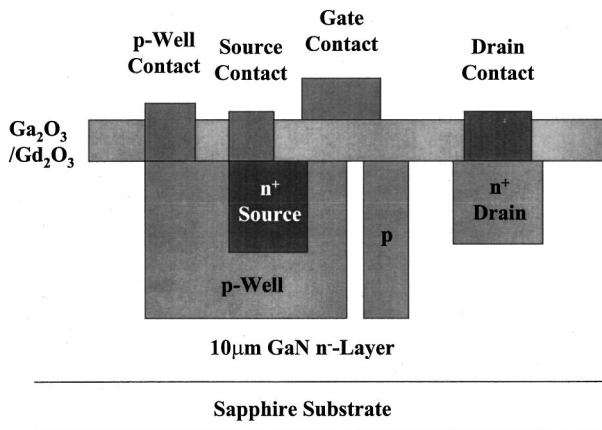 p-Well
Contact
Source
Contact
Gate
Contact
Drain
Contact
Ga₂O₃
/Gd₂O₃
n⁺
Source
p-Well
p
n⁺
Drain
10μm GaN n⁻-Layer
Sapphire Substrate